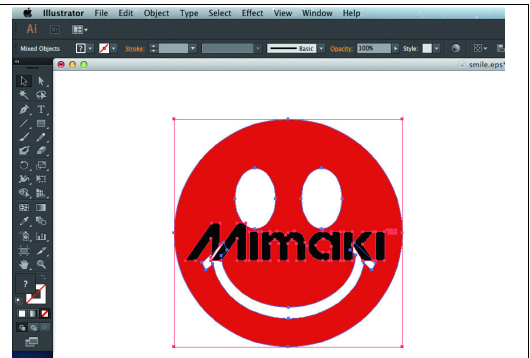 Illustrator File Edit Object Type Select Effect View Window Help
Ai
Mixed Objects ? Stroke: Basic Opacity: 100% Style:
smile.eps*
T
Mimaki
?